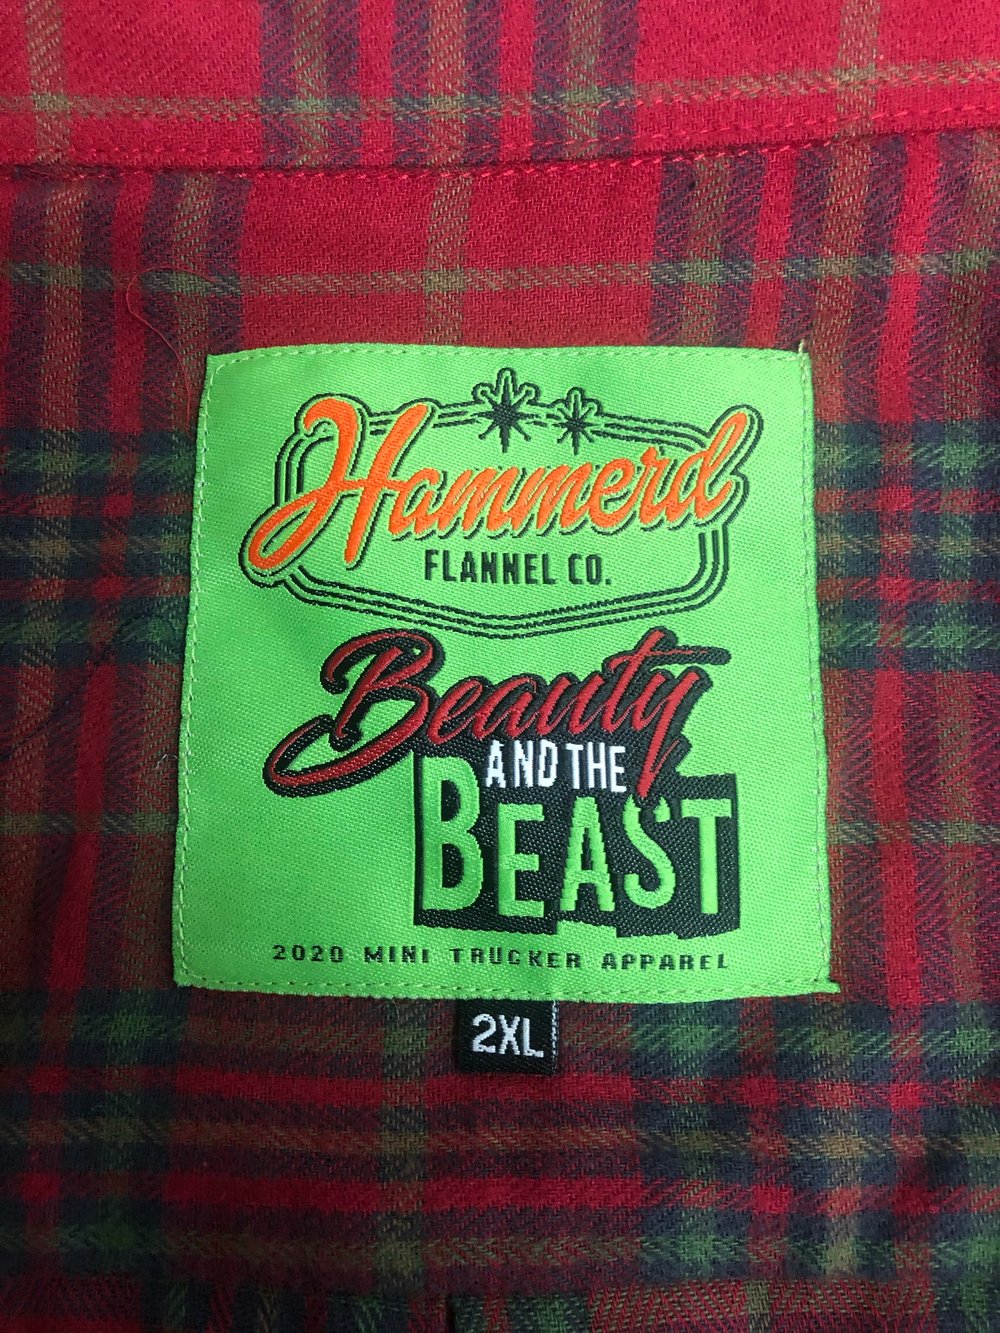 Hammerd
FLANNEL CO.
Beauty
AND THE
BEAST
2020 MINI TRUCKER APPAREL
2XL